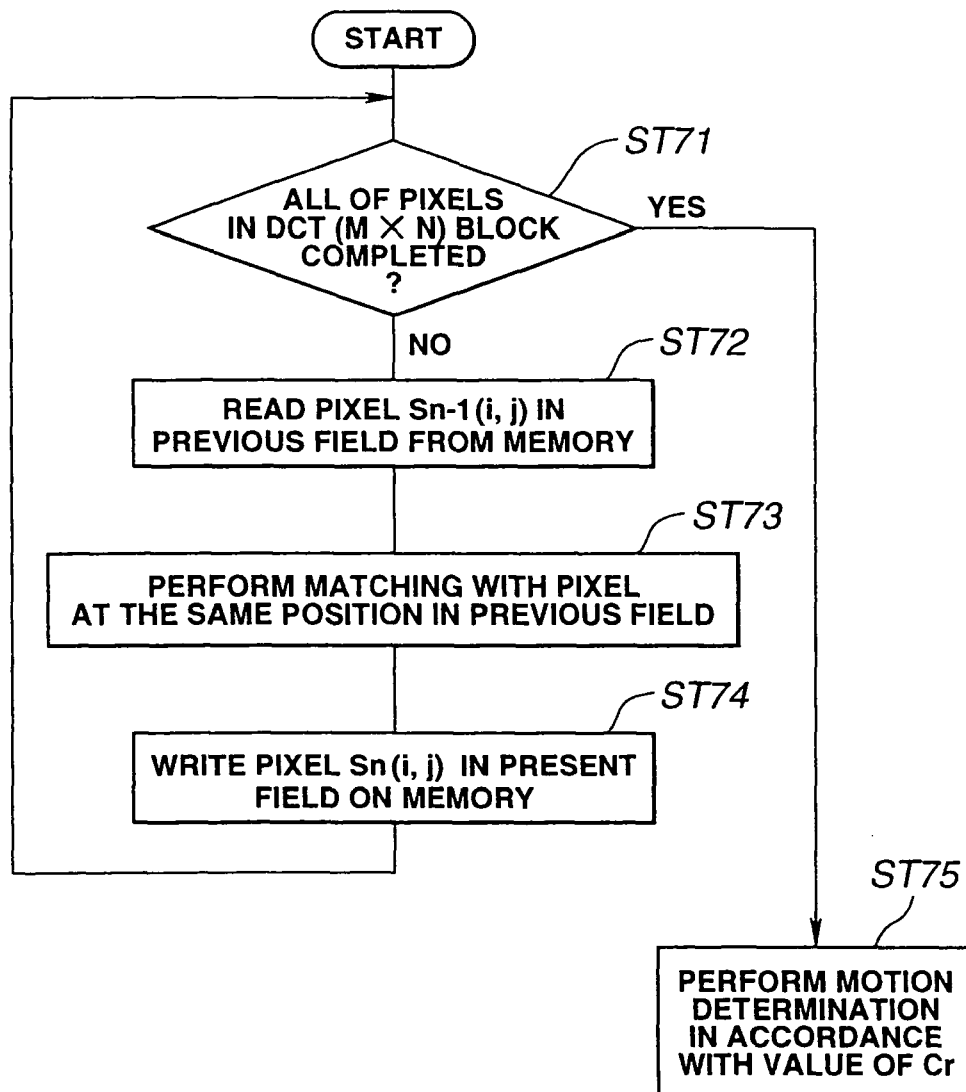 START
ST71
ALL OF PIXELS
IN DCT (M × N) BLOCK
COMPLETED
?
YES
NO
ST72
READ PIXEL Sn-1(i, j) IN
PREVIOUS FIELD FROM MEMORY
ST73
PERFORM MATCHING WITH PIXEL
AT THE SAME POSITION IN PREVIOUS FIELD
ST74
WRITE PIXEL Sn(i, j) IN PRESENT
FIELD ON MEMORY
ST75
PERFORM MOTION
DETERMINATION
IN ACCORDANCE
WITH VALUE OF Cr